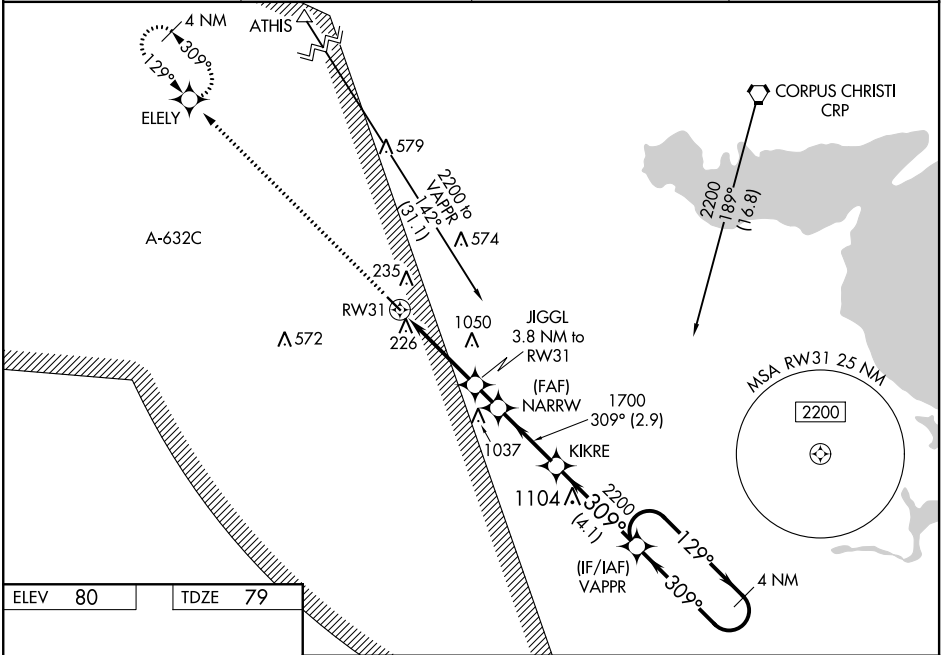 4 NM
309°
129°
ELELY
ATHIS
CORPUS CHRISTI
CRP
579
2200 to
VAPPR
142°
(31.1)
2200
189°
(16.8)
574
A-632C
235
RW31
226
572
1050
JIGGL
3.8 NM to
RW31
(FAF)
NARRW
1700
309° (2.9)
1037
KIKRE
1104
2200
309°
(4.1)
(IF/IAF)
VAPPR
129°
309°
4 NM
MSA RW31 25 NM
2200
ELEV 80
TDZE 79